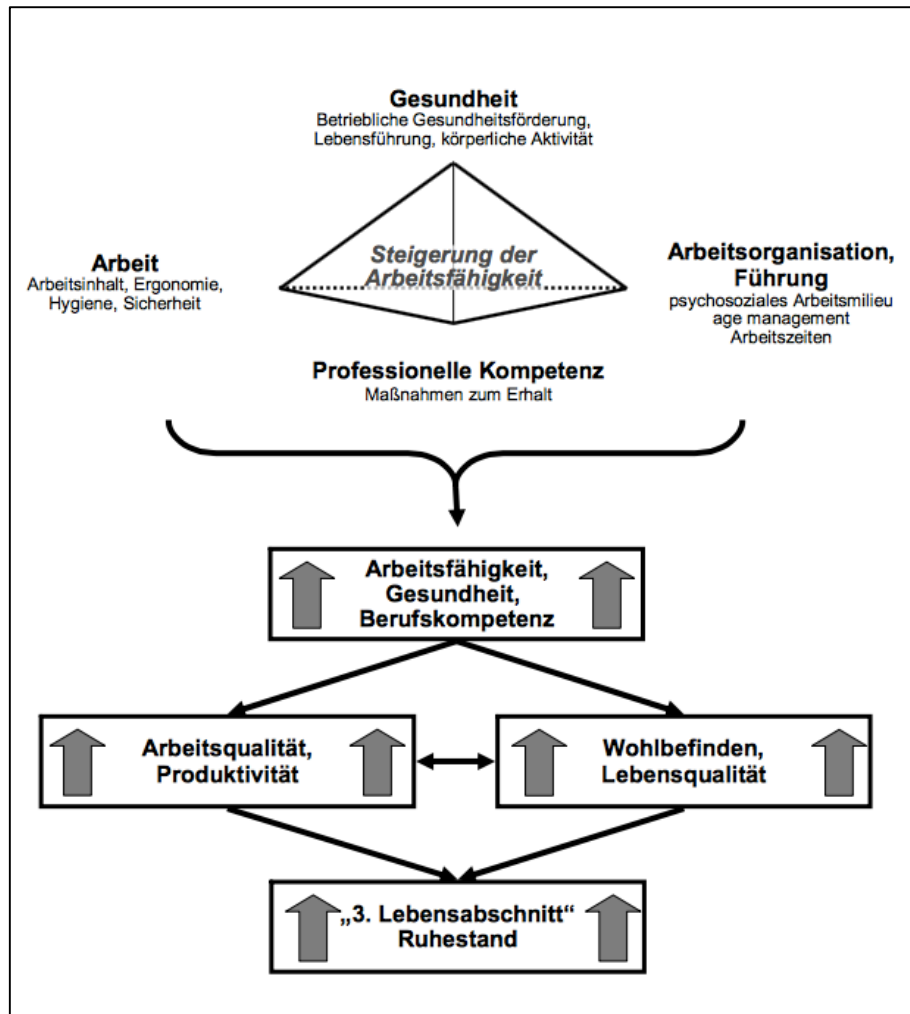 Gesundheit
Betriebliche Gesundheitsförderung,
Lebensführung, körperliche Aktivität
Steigerung der
Arbeitsfähigkeit
Arbeit
Arbeitsinhalt, Ergonomie,
Hygiene, Sicherheit
Arbeitsorganisation,
Führung
psychosoziales Arbeitsmilieu
age management
Arbeitszeiten
Professionelle Kompetenz
Maßnahmen zum Erhalt
Arbeitsfähigkeit,
Gesundheit,
Berufskompetenz
Arbeitsqualität,
Produktivität
Wohlbefinden,
Lebensqualität
„3. Lebensabschnitt“
Ruhestand